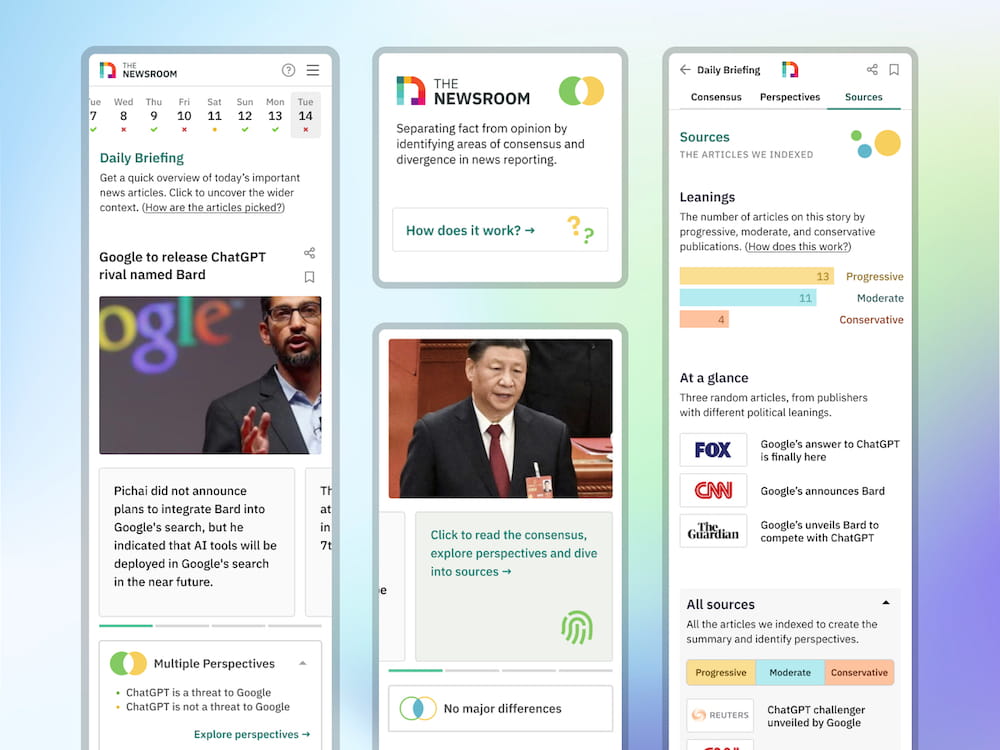 THE
NEWSROOM
Tue Wed Thu Fri Sat Sun Mon Tue
7 8 9 10 11 12 13 14
Daily Briefing
Get a quick overview of today's important
news articles. Click to uncover the wider
context. (How are the articles picked?)
Google to release ChatGPT
rival named Bard
ogle
Pichai did not announce
plans to integrate Bard into
Google's search, but he
indicated that AI tools will be
deployed in Google's search
in the near future.
Th
at
in
7t
Multiple Perspectives
• ChatGPT is a threat to Google
• ChatGPT is not a threat to Google
Explore perspectives →
THE
NEWSROOM
Separating fact from opinion by
identifying areas of consensus and
divergence in news reporting.
How does it work? →
? ?
e
Click to read the consensus,
explore perspectives and dive
into sources →
No major differences
← Daily Briefing
Consensus Perspectives Sources
Sources
THE ARTICLES WE INDEXED
Leanings
The number of articles on this story by
progressive, moderate, and conservative
publications. (How does this work?)
13 Progressive
11 Moderate
4 Conservative
At a glance
Three random articles, from publishers
with different political leanings.
FOX
Google's answer to ChatGPT
is finally here
CNN
Google's announces Bard
The
Guardian
Google's unveils Bard to
compete with ChatGPT
All sources
All the articles we indexed to create the
summary and identify perspectives.
Progressive Moderate Conservative
REUTERS
ChatGPT challenger
unveiled by Google